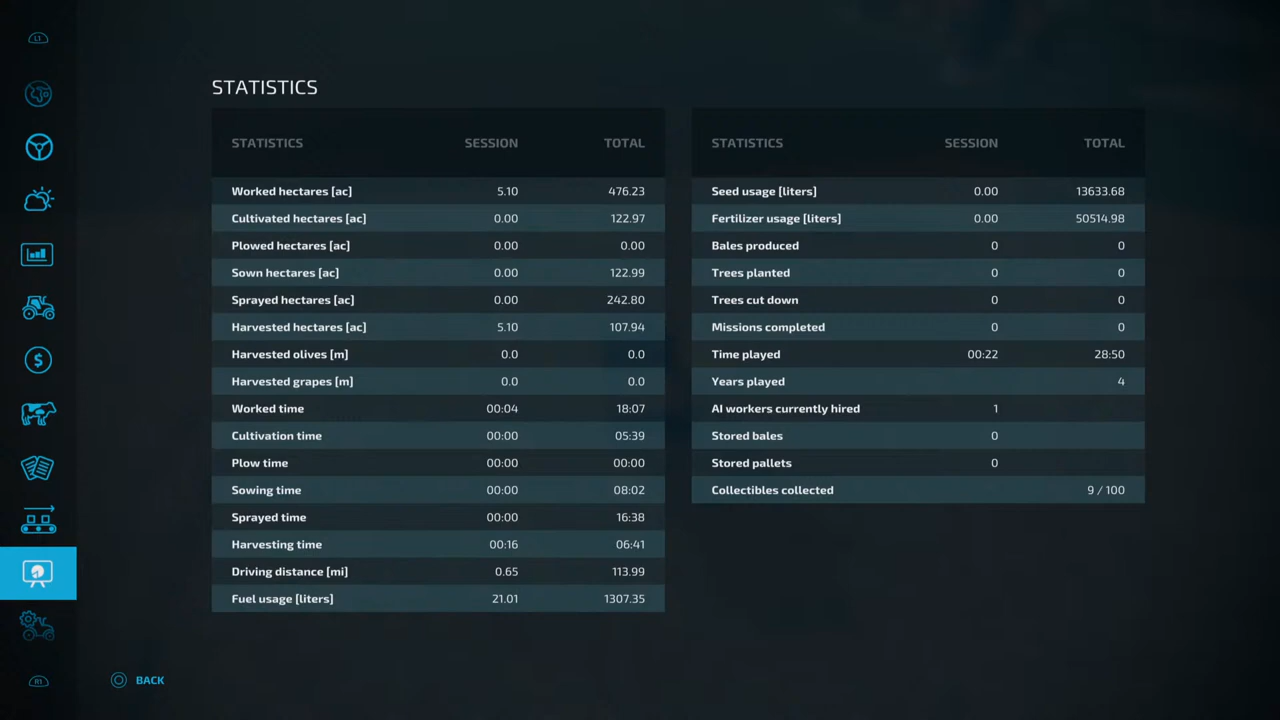 L1
STATISTICS
STATISTICS SESSION TOTAL
Worked hectares [ac] 5.10 476.23
Cultivated hectares [ac] 0.00 122.97
Plowed hectares [ac] 0.00 0.00
Sown hectares [ac] 0.00 122.99
Sprayed hectares [ac] 0.00 242.80
Harvested hectares [ac] 5.10 107.94
Harvested olives [m] 0.0 0.0
Harvested grapes [m] 0.0 0.0
Worked time 00:04 18:07
Cultivation time 00:00 05:39
Plow time 00:00 00:00
Sowing time 00:00 08:02
Sprayed time 00:00 16:38
Harvesting time 00:16 06:41
Driving distance [mi] 0.65 113.99
Fuel usage [liters] 21.01 1307.35
STATISTICS SESSION TOTAL
Seed usage [liters] 0.00 13633.68
Fertilizer usage [liters] 0.00 50514.98
Bales produced 0 0
Trees planted 0 0
Trees cut down 0 0
Missions completed 0 0
Time played 00:22 28:50
Years played 4
AI workers currently hired 1
Stored bales 0
Stored pallets 0
Collectibles collected 9 / 100
R1
BACK